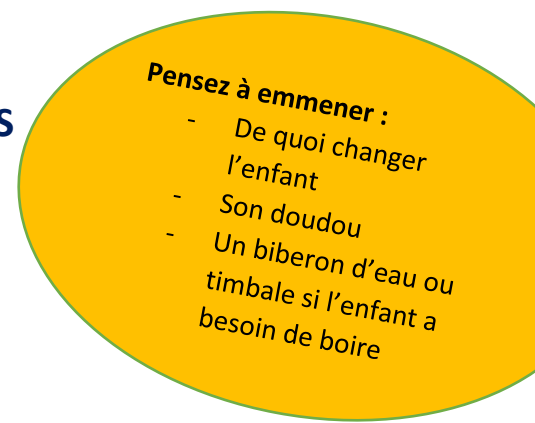 Pensez à emmener :
- De quoi changer
l’enfant
- Son doudou
- Un biberon d’eau ou
timbale si l’enfant a
besoin de boire
s